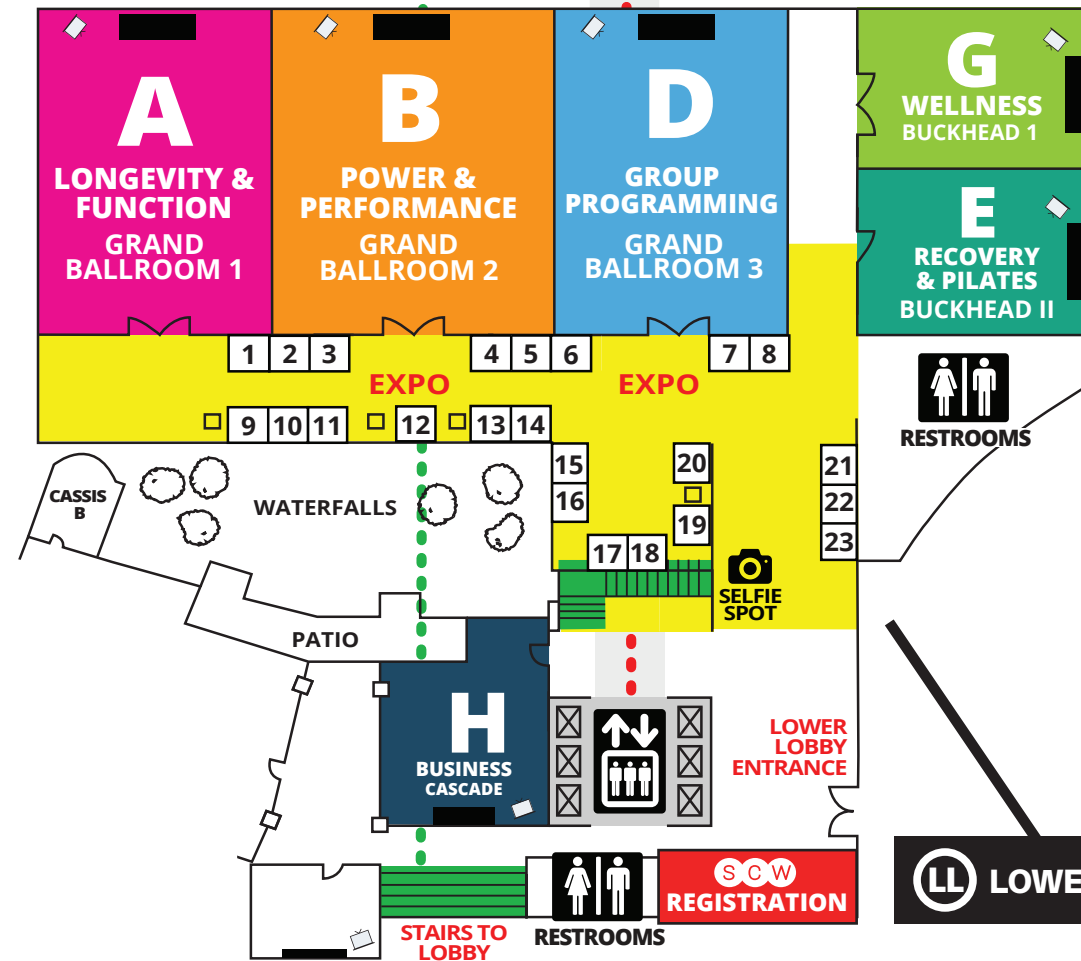 A
LONGEVITY &
FUNCTION
GRAND
BALLROOM 1
B
POWER &
PERFORMANCE
GRAND
BALLROOM 2
D
GROUP
PROGRAMMING
GRAND
BALLROOM 3
G
WELLNESS
BUCKHEAD 1
E
RECOVERY
& PILATES
BUCKHEAD II
1 2 3
4 5 6
7 8
EXPO
EXPO
RESTROOMS
9 10 11
12
13 14
15
16
17 18
20
19
21
22
23
CASSIS
B
WATERFALLS
SELFIE
SPOT
PATIO
H
BUSINESS
CASCADE
LOWER
LOBBY
ENTRANCE
SCW
REGISTRATION
RESTROOMS
STAIRS TO
LOBBY
LL LOWE